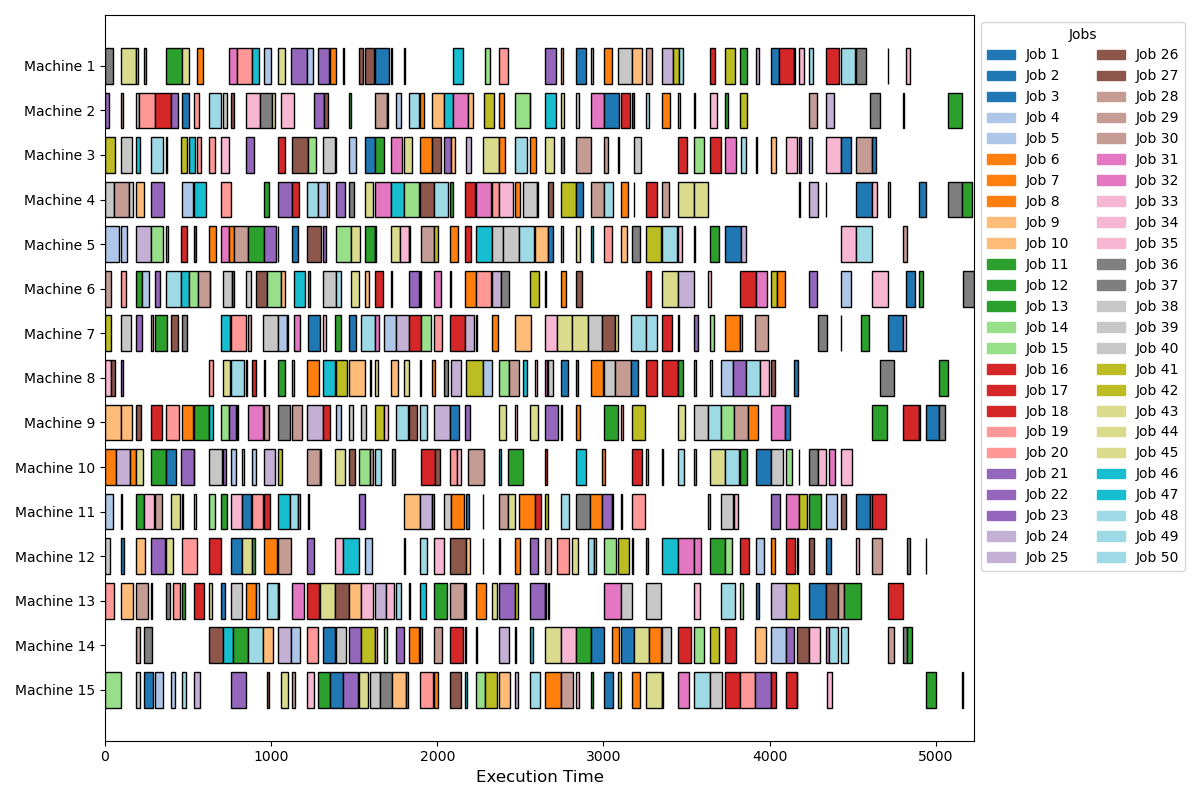 Machine 1
Machine 2
Machine 3
Machine 4
Machine 5
Machine 6
Machine 7
Machine 8
Machine 9
Machine 10
Machine 11
Machine 12
Machine 13
Machine 14
Machine 15
0 1000 2000 3000 4000 5000
Execution Time
Jobs
Job 1 Job 26
Job 2 Job 27
Job 3 Job 28
Job 4 Job 29
Job 5 Job 30
Job 6 Job 31
Job 7 Job 32
Job 8 Job 33
Job 9 Job 34
Job 10 Job 35
Job 11 Job 36
Job 12 Job 37
Job 13 Job 38
Job 14 Job 39
Job 15 Job 40
Job 16 Job 41
Job 17 Job 42
Job 18 Job 43
Job 19 Job 44
Job 20 Job 45
Job 21 Job 46
Job 22 Job 47
Job 23 Job 48
Job 24 Job 49
Job 25 Job 50